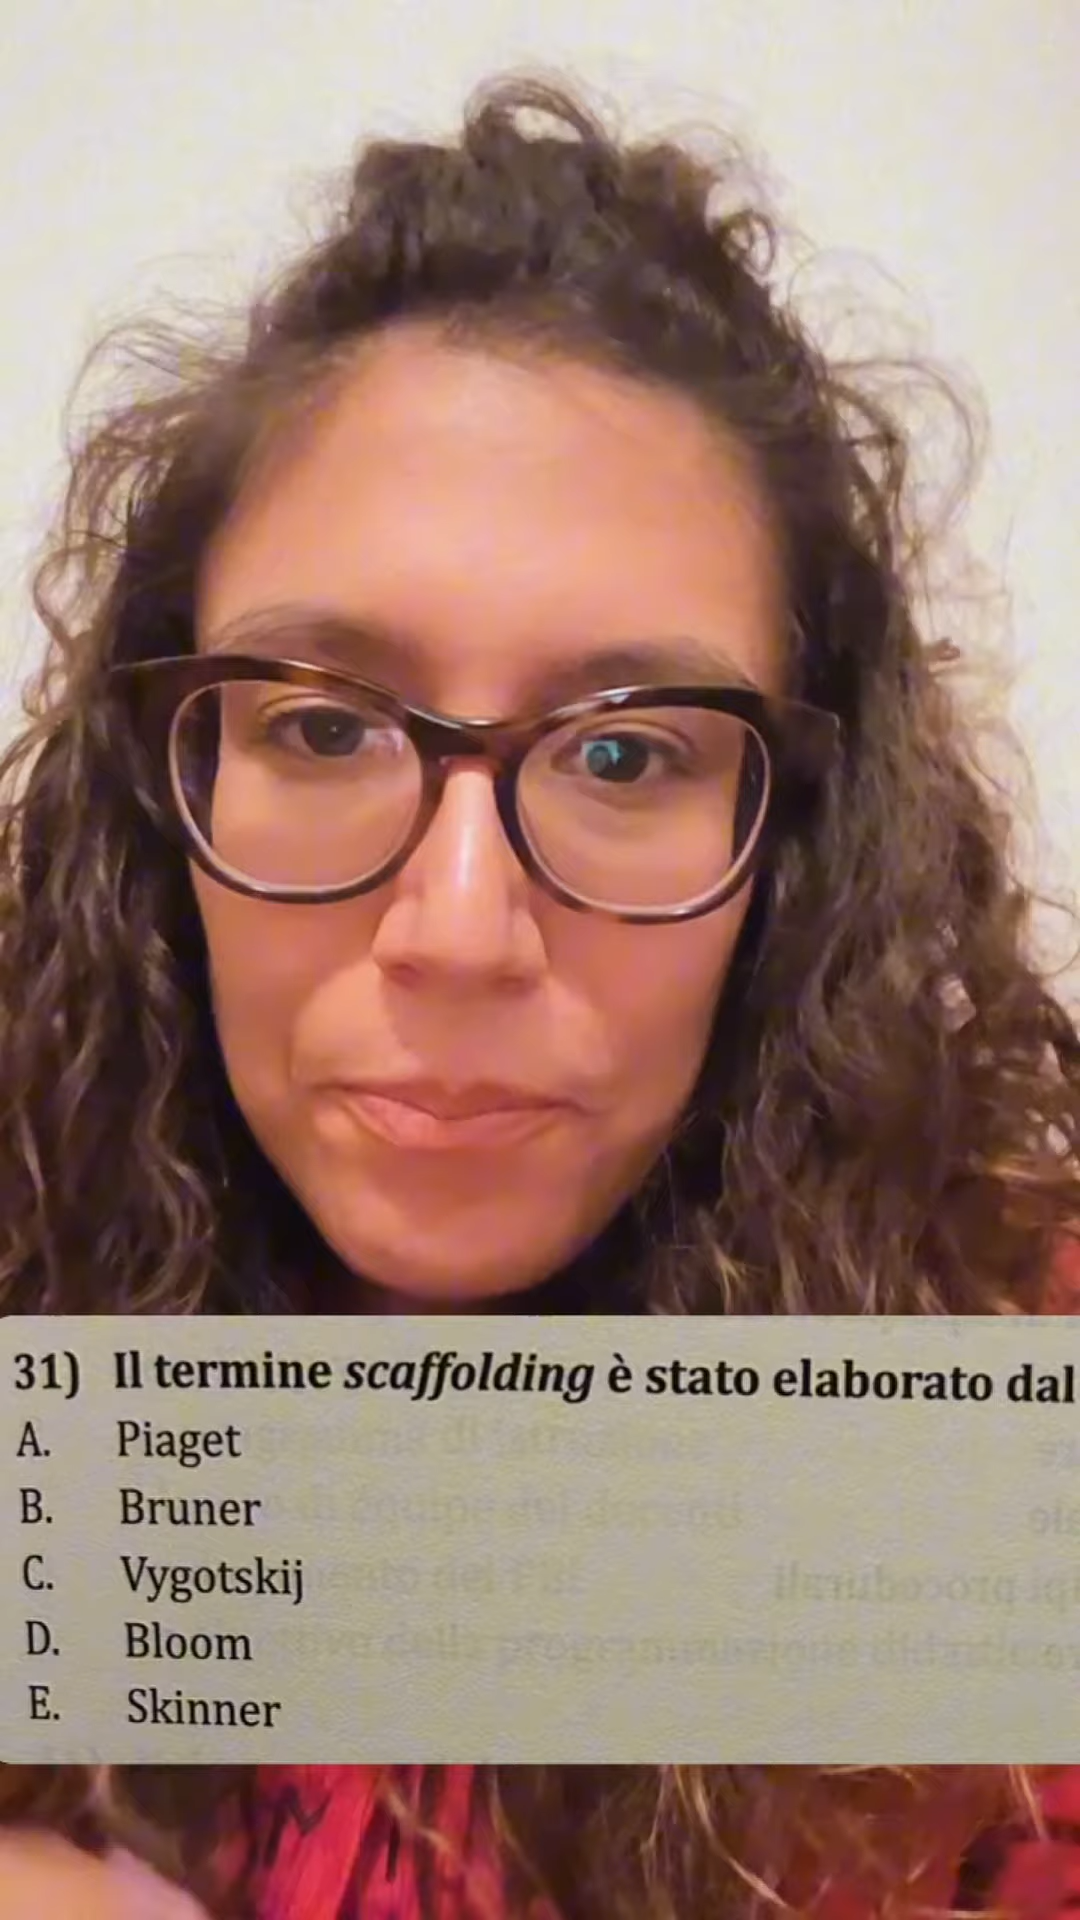 31) Il termine scaffolding è stato elaborato dal
A. Piaget
B. Bruner
C. Vygotskij
D. Bloom
E. Skinner